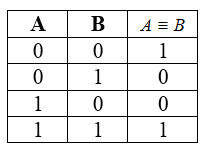 A B A ≡ B
0 0 1
0 1 0
1 0 0
1 1 1